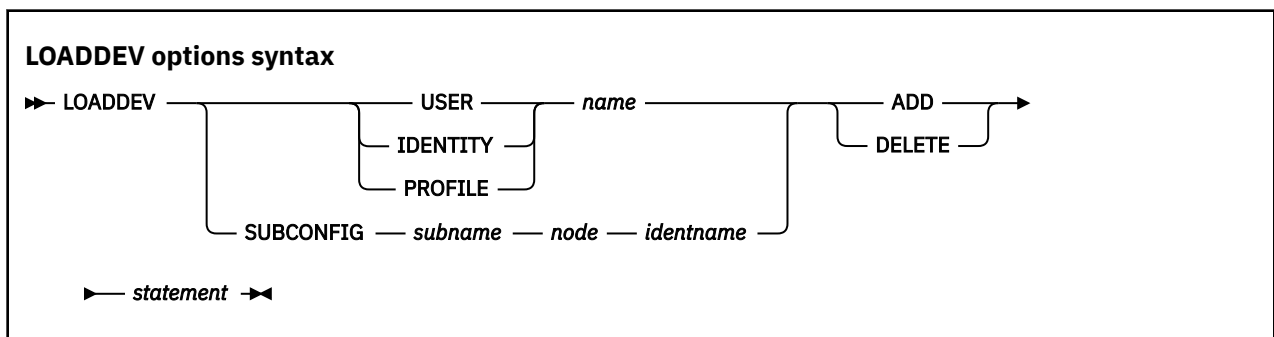 LOADDEV options syntax
LOADDEV USER name ADD
IDENTITY DELETE
PROFILE
SUBCONFIG subname node identname
statement